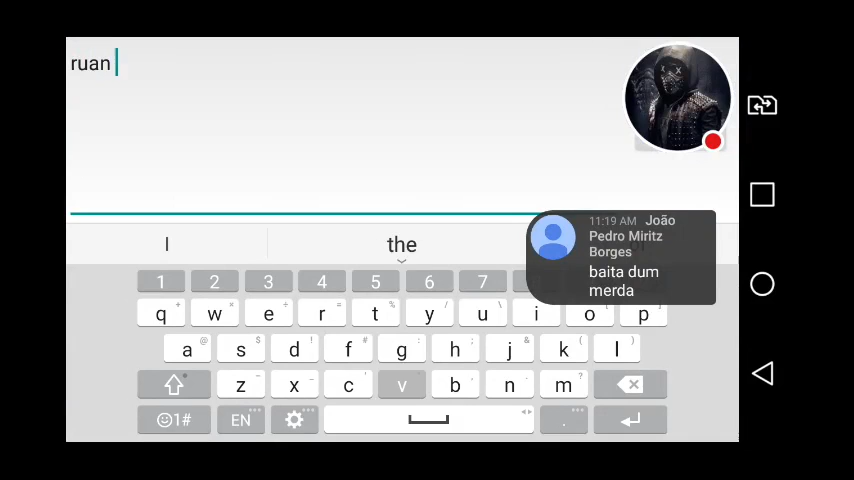 ruan
11:19 AM João
Pedro Miritz
Borges
baita dum
merda
I the
1 2 3 4 5 6 7
q w e r t y u i o p
a s d f g h j k l
z x c v b n m
☺1# EN .